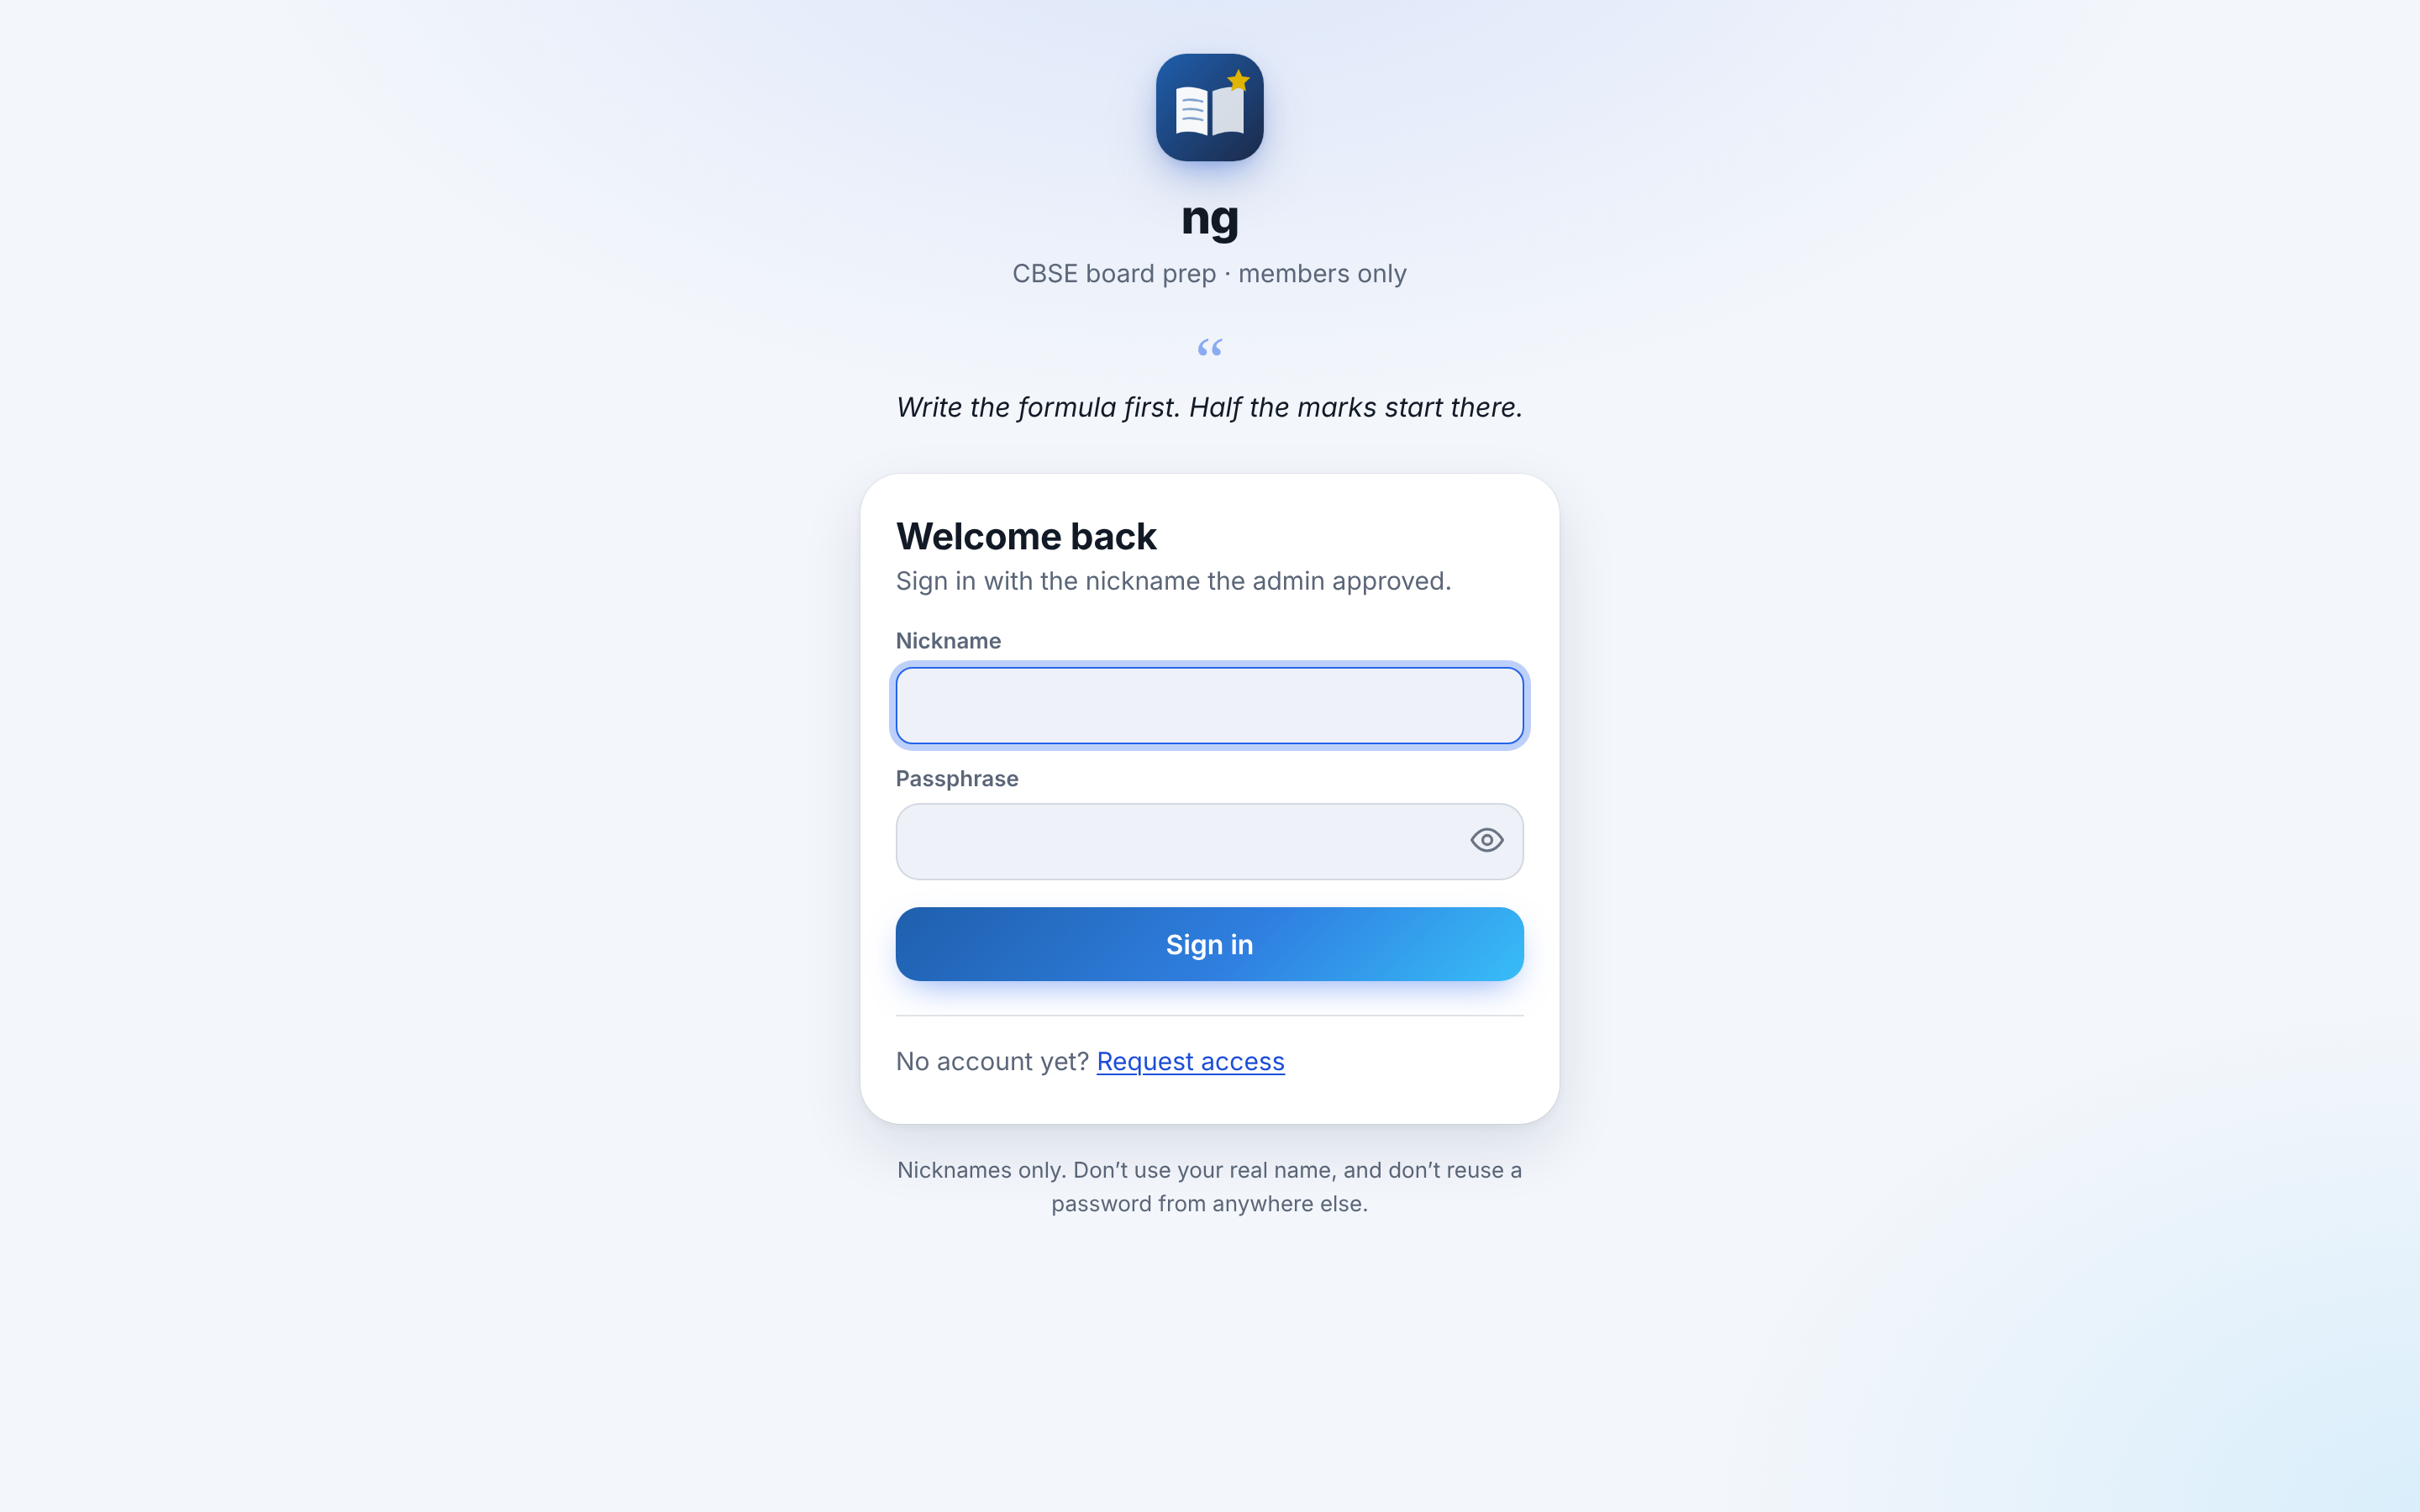 ng
CBSE board prep · members only
“
Write the formula first. Half the marks start there.
Welcome back
Sign in with the nickname the admin approved.
Nickname
Passphrase
Sign in
No account yet? Request access
Nicknames only. Don’t use your real name, and don’t reuse a
password from anywhere else.